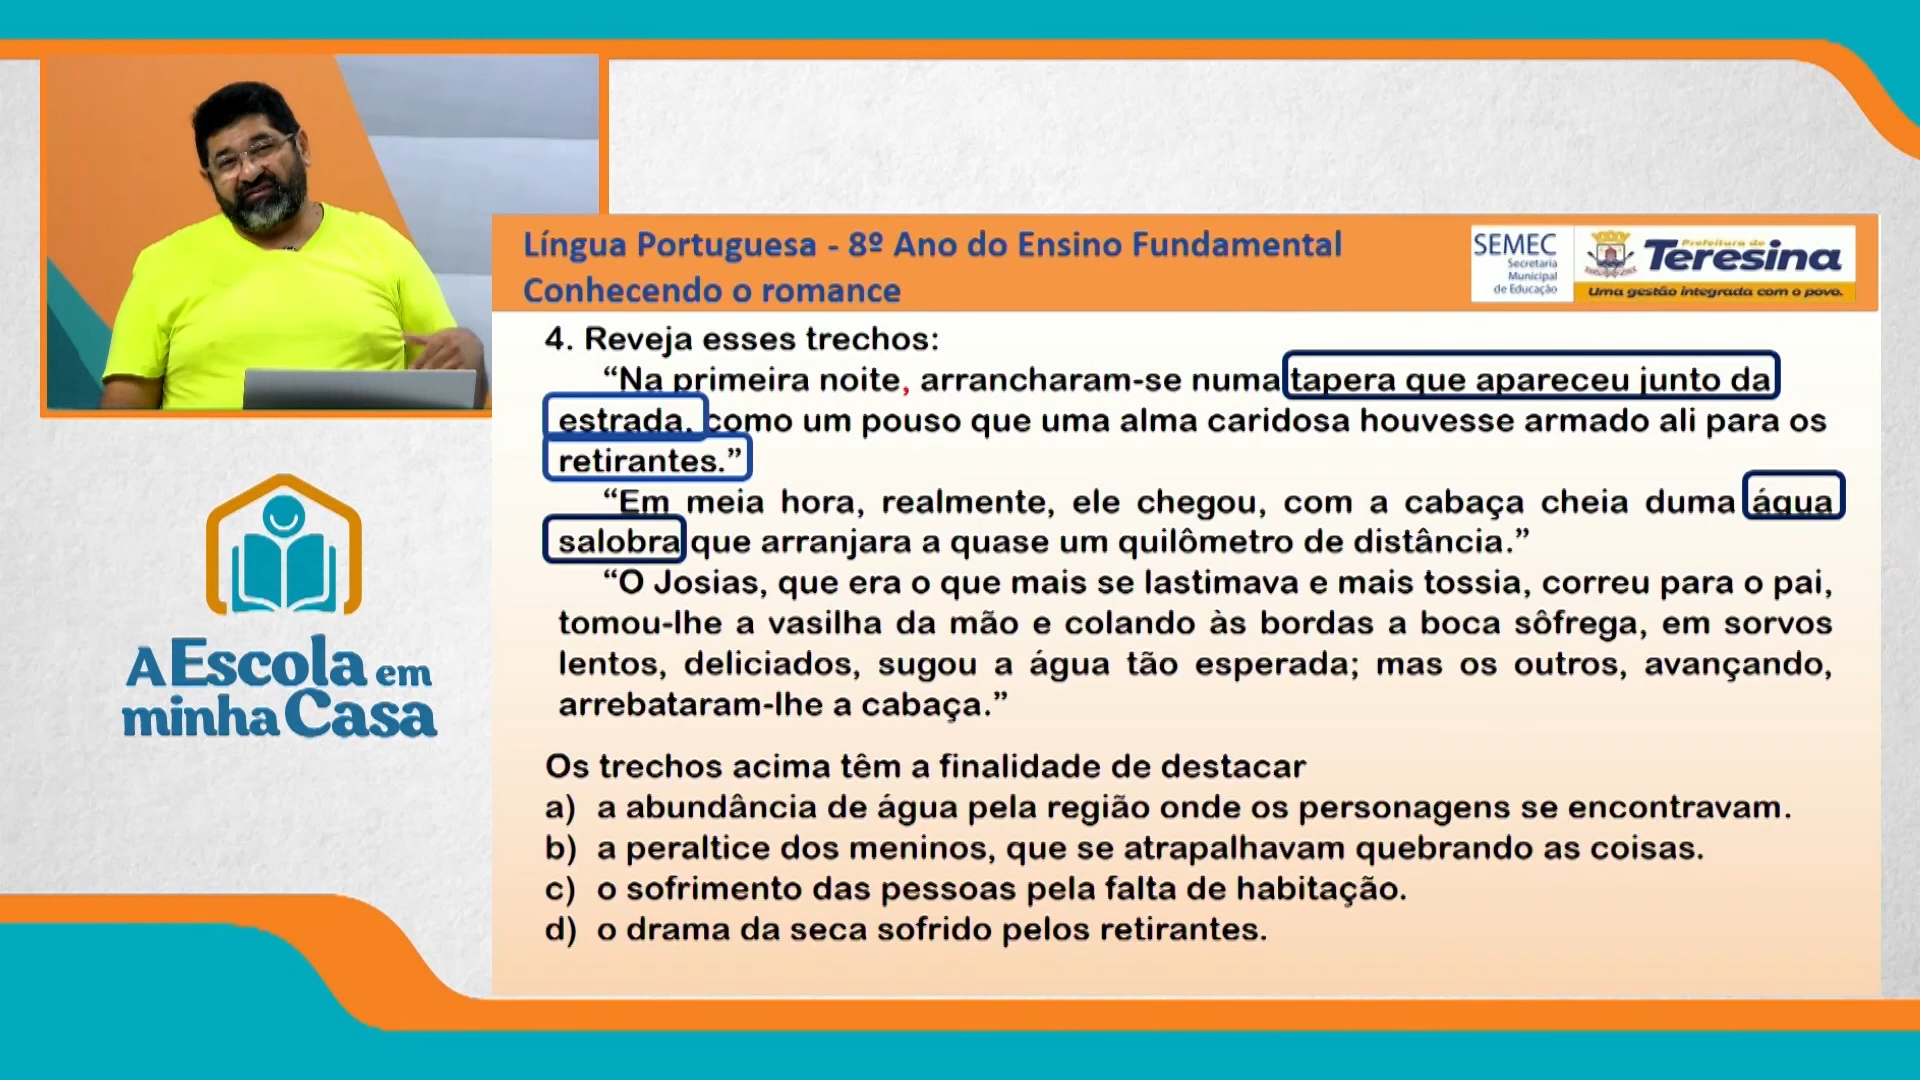 Língua Portuguesa - 8º Ano do Ensino Fundamental
Conhecendo o romance
SEMEC
Secretaria
Municipal
de Educação
Prefeitura de
Teresina
Uma gestão integrada com o povo.
4. Reveja esses trechos:
“Na primeira noite, arrancharam-se numa tapera que apareceu junto da
estrada, como um pouso que uma alma caridosa houvesse armado ali para os
retirantes.”
“Em meia hora, realmente, ele chegou, com a cabaça cheia duma água
salobra que arranjara a quase um quilômetro de distância.”
“O Josias, que era o que mais se lastimava e mais tossia, correu para o pai,
tomou-lhe a vasilha da mão e colando às bordas a boca sôfrega, em sorvos
lentos, deliciados, sugou a água tão esperada; mas os outros, avançando,
arrebataram-lhe a cabaça.”
Os trechos acima têm a finalidade de destacar
a) a abundância de água pela região onde os personagens se encontravam.
b) a peraltice dos meninos, que se atrapalhavam quebrando as coisas.
c) o sofrimento das pessoas pela falta de habitação.
d) o drama da seca sofrido pelos retirantes.
A Escola em
minha Casa